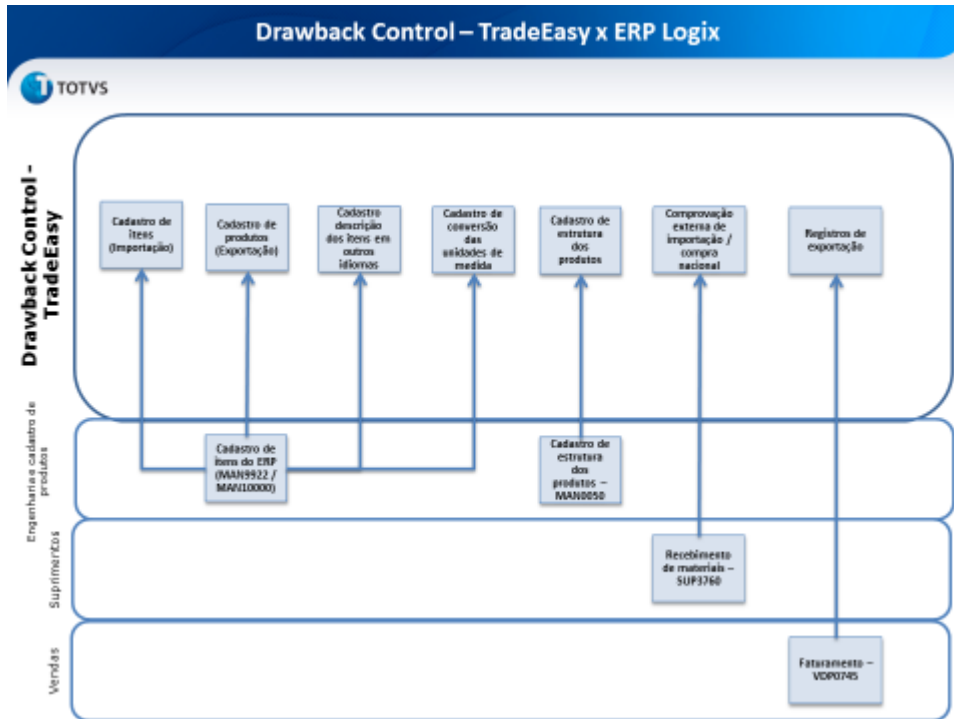 Drawback Control – TradeEasy x ERP Logix
TOTVS
Drawback Control -
TradeEasy
Cadastro de
itens
(Importação)
Cadastro de
produtos
(Exportação)
Cadastro
descrição
dos itens em
outros
idiomas
Cadastro de
conversão
das
unidades de
medida
Cadastro de
estrutura
dos
produtos
Comprovação
externa de
importação /
compra
nacional
Registros de
exportação
Engenharia e cadastro de
produtos
Cadastro de
itens do ERP
(MAN9922 /
MAN10000)
Cadastro de
estrutura
dos
produtos –
MAN0050
Suprimentos
Recebimento
de materiais –
SUP3760
Vendas
Faturamento –
VDP0745